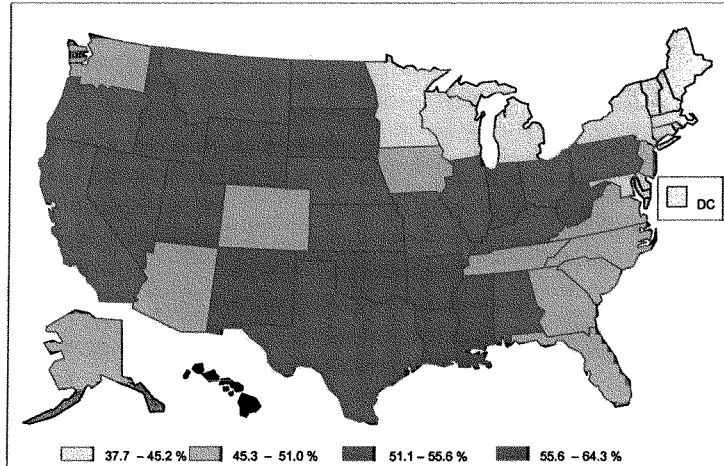 DC
37.7 – 45.2 %
45.3 – 51.0 %
51.1 – 55.6 %
55.6 – 64.3 %